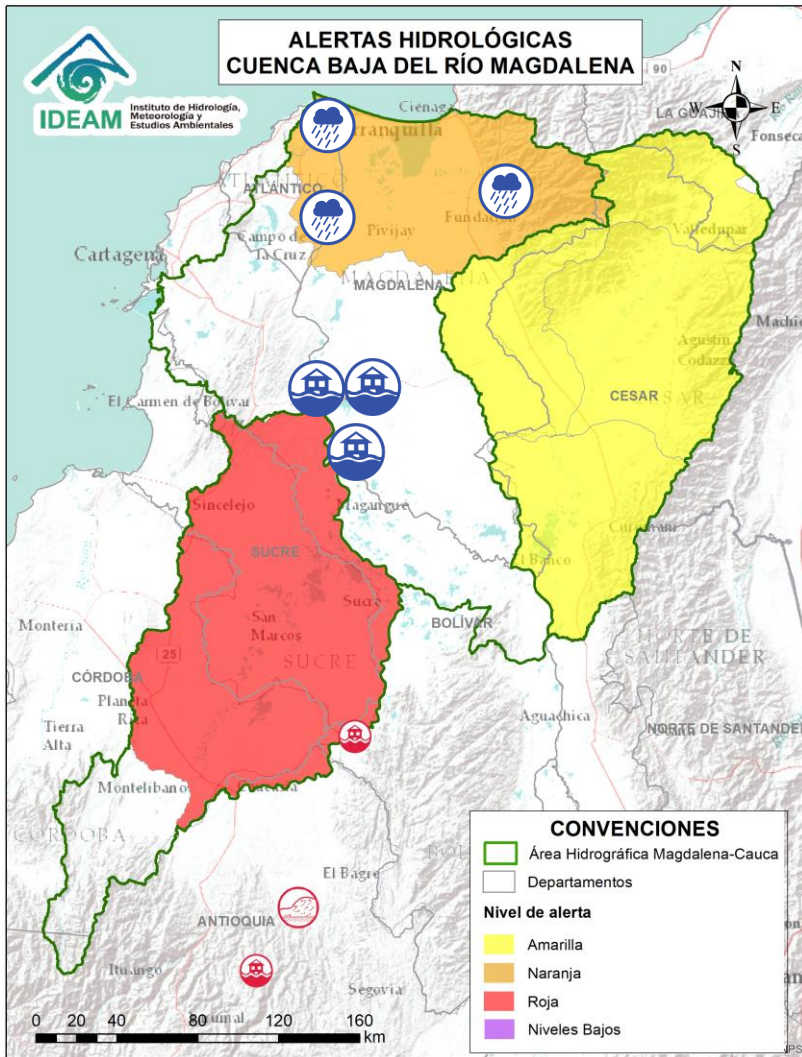 ALERTAS HIDROLÓGICAS
CUENCA BAJA DEL RÍO MAGDALENA
IDEAM
Instituto de Hidrología,
Meteorología y
Estudios Ambientales
90
N
W
E
S
Ciénaga
LA GUAJIRA
Fonseca
ATLÁNTICO
Fundación
Valledupar
Campo de
la Cruz
Pivijay
Cartagena
MAGDALENA
MAGDALENA
Agustín
Codazzi
CESAR
El Carmen de Bolívar
Sincelejo
Magangue
SUCRE
El Banco
Sucre
San
Marcos
BOLÍVAR
Montería
25
SUCRE
NORTE DE
SANTANDER
CÓRDOBA
Planeta
Rica
Tierra
Alta
Aguachica
NORTE DE SANTANDER
Montelibano
CÓRDOBA
El Bagre
ANTIOQUIA
Ituango
Segovia
0 20 40 80 120 160
km
CONVENCIONES
Área Hidrográfica Magdalena-Cauca
Departamentos
Nivel de alerta
Amarilla
Naranja
Roja
Niveles Bajos